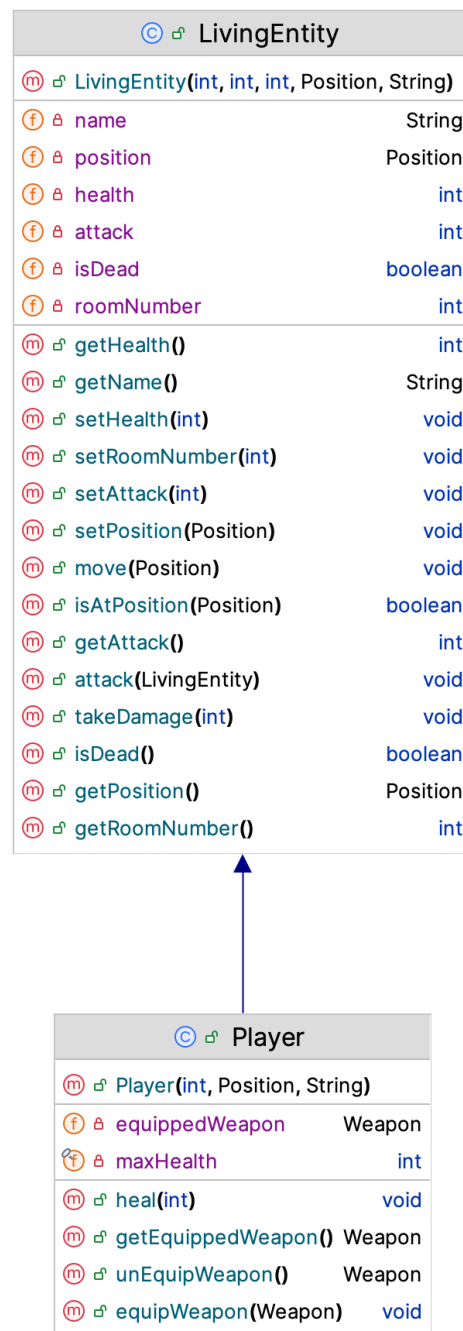 LivingEntity
LivingEntity(int, int, int, Position, String)
name String
position Position
health int
attack int
isDead boolean
roomNumber int
getHealth() int
getName() String
setHealth(int) void
setRoomNumber(int) void
setAttack(int) void
setPosition(Position) void
move(Position) void
isAtPosition(Position) boolean
getAttack() int
attack(LivingEntity) void
takeDamage(int) void
isDead() boolean
getPosition() Position
getRoomNumber() int
Player
Player(int, Position, String)
equippedWeapon Weapon
maxHealth int
heal(int) void
getEquippedWeapon() Weapon
unEquipWeapon() Weapon
equipWeapon(Weapon) void